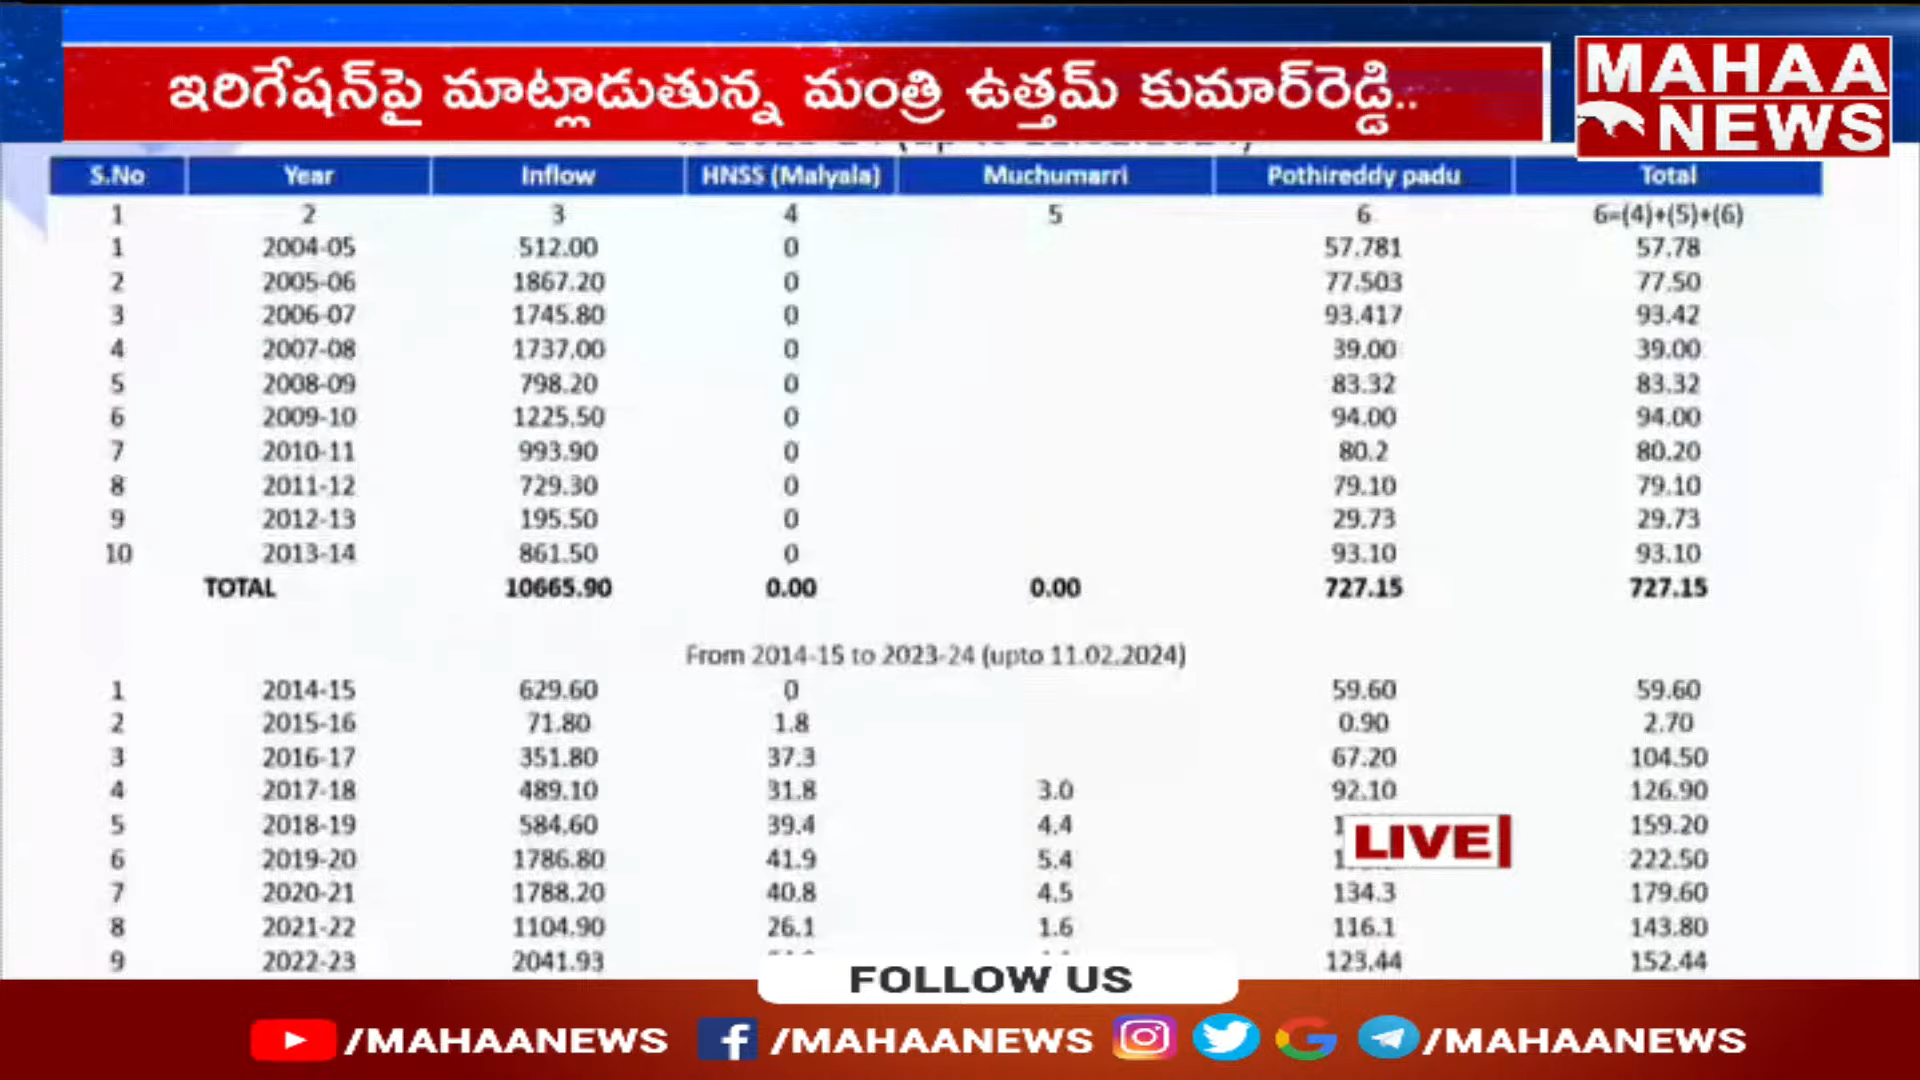 ఇరిగేషన్‌పై మాట్లాడుతున్న మంత్రి ఉత్తమ్ కుమార్‌రెడ్డి..
MAHAA
NEWS
S.No Year Inflow HNSS (Malyala) Muchumarri Pothireddy padu Total
1 2 3 4 5 6 6=(4)+(5)+(6)
1 2004-05 512.00 0 57.781 57.78
2 2005-06 1867.20 0 77.503 77.50
3 2006-07 1745.80 0 93.417 93.42
4 2007-08 1737.00 0 39.00 39.00
5 2008-09 798.20 0 83.32 83.32
6 2009-10 1225.50 0 94.00 94.00
7 2010-11 993.90 0 80.2 80.20
8 2011-12 729.30 0 79.10 79.10
9 2012-13 195.50 0 29.73 29.73
10 2013-14 861.50 0 93.10 93.10
TOTAL 10665.90 0.00 0.00 727.15 727.15
From 2014-15 to 2023-24 (upto 11.02.2024)
1 2014-15 629.60 0 59.60 59.60
2 2015-16 71.80 1.8 0.90 2.70
3 2016-17 351.80 37.3 67.20 104.50
4 2017-18 489.10 31.8 3.0 92.10 126.90
5 2018-19 584.60 39.4 4.4 159.20
6 2019-20 1786.80 41.9 5.4 222.50
LIVE
7 2020-21 1788.20 40.8 4.5 134.3 179.60
8 2021-22 1104.90 26.1 1.6 116.1 143.80
9 2022-23 2041.93 123.44 152.44
FOLLOW US
/MAHAANEWS /MAHAANEWS /MAHAANEWS